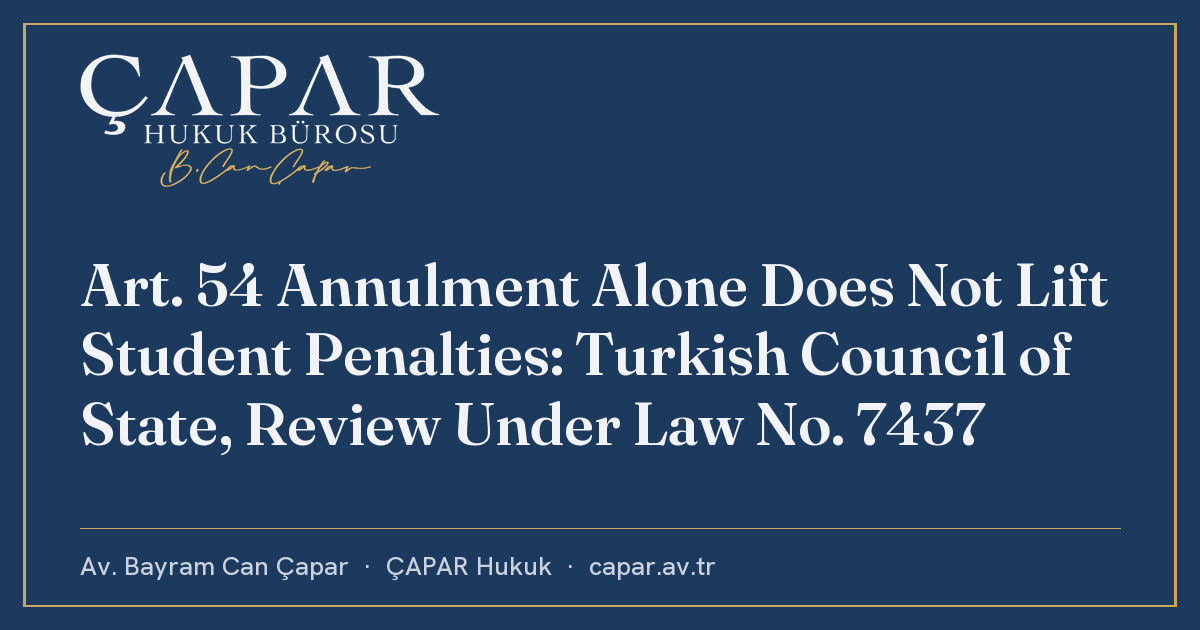 ÇAPAR
HUKUK BÜROSU
B.Can Çapar
Art. 54 Annulment Alone Does Not Lift
Student Penalties: Turkish Council of
State, Review Under Law No. 7437
Av. Bayram Can Çapar · ÇAPAR Hukuk · capar.av.tr